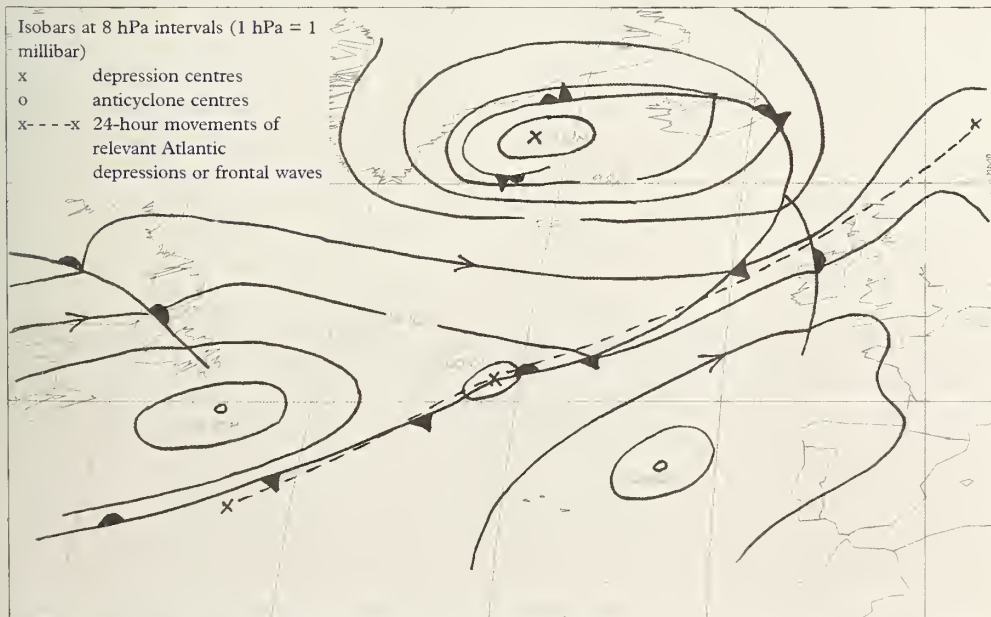 Isobars at 8 hPa intervals (1 hPa = 1
millibar)
x depression centres
o anticyclone centres
x- - - -x 24-hour movements of
relevant Atlantic
depressions or frontal waves